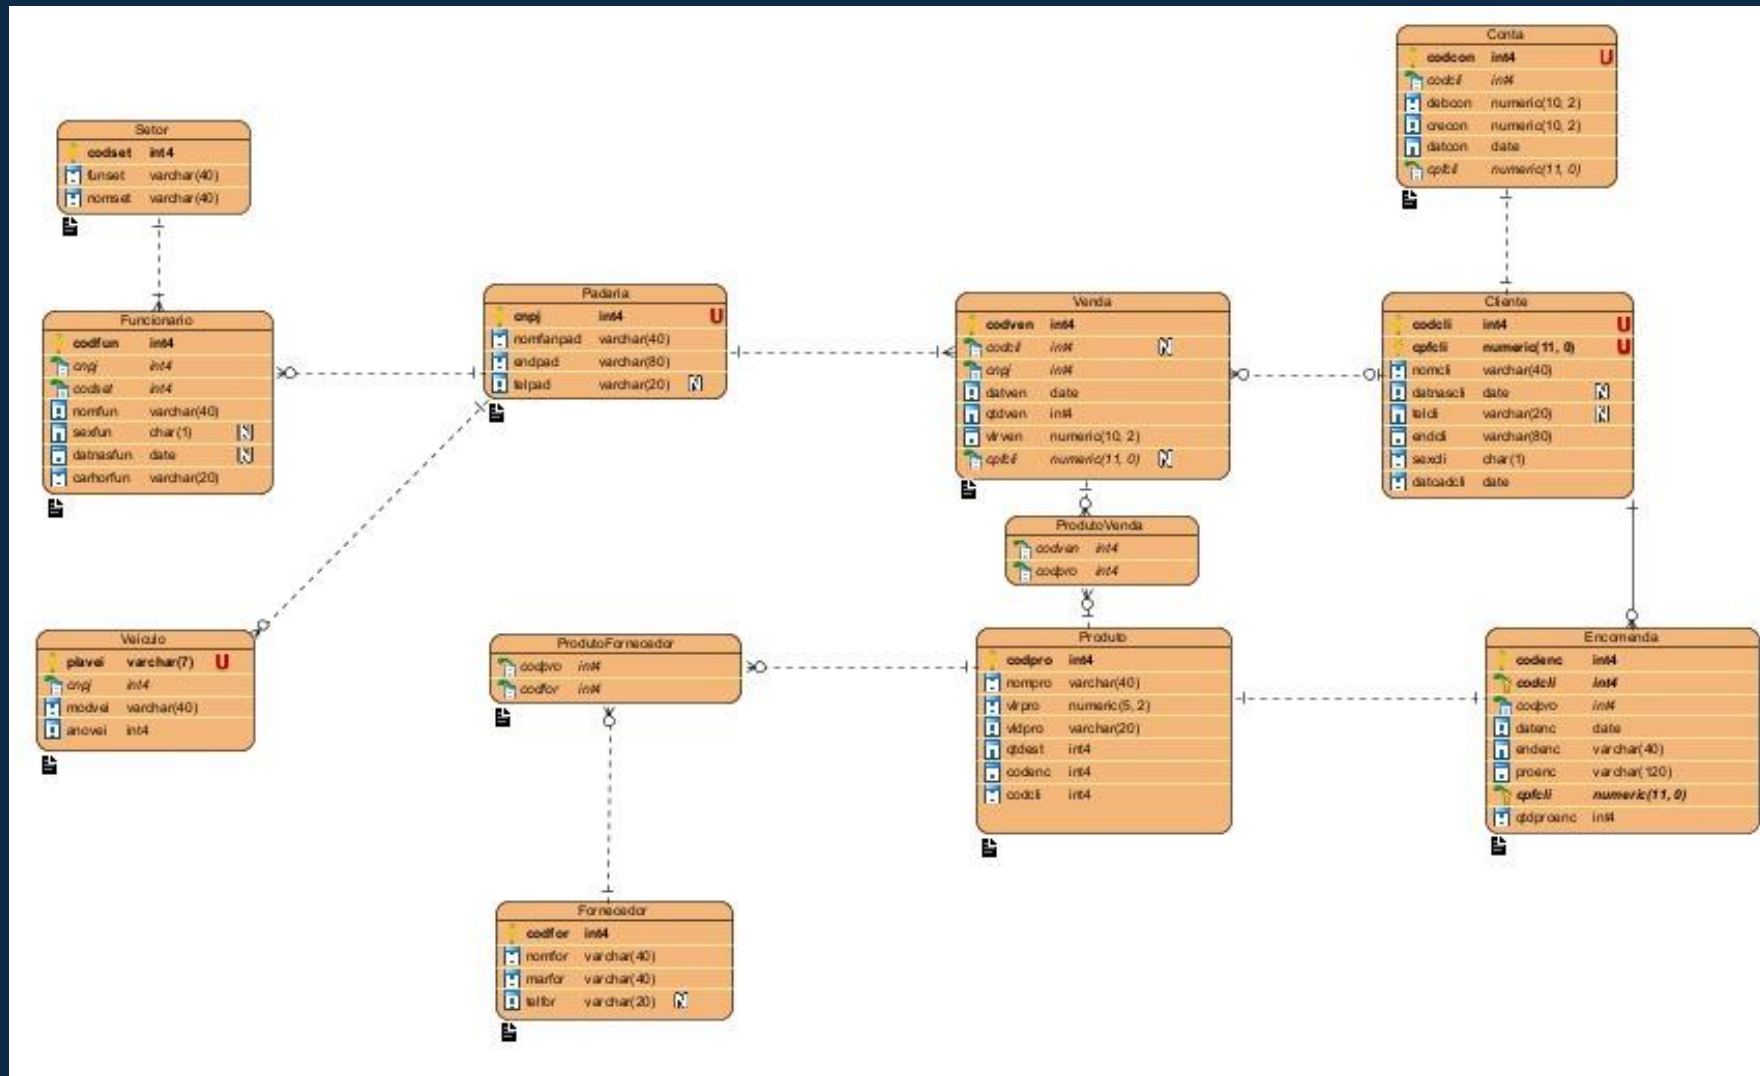 Conta
codcon int4 U
codcli int4
debcon numeric(10, 2)
crecon numeric(10, 2)
datcon date
cpfcli numeric(11, 0)
Setor
codset int4
funset varchar(40)
nomset varchar(40)
Funcionario
codfun int4
cnpj int4
codset int4
nomfun varchar(40)
sexfun char(1) N
datnasfun date N
carhorfun varchar(20)
Padaria
cnpj int4 U
nomfanpad varchar(40)
endpad varchar(80)
telpad varchar(20) N
Venda
codven int4
codcli int4 N
cnpj int4
datven date
qtdven int4
vlrven numeric(10, 2)
cpfcli numeric(11, 0) N
Cliente
codcli int4 U
cpfcli numeric(11, 0) U
nomcli varchar(40)
datnascli date N
telcli varchar(20) N
endcli varchar(80)
sexcli char(1)
datcadcli date
ProdutoVenda
codven int4
codpro int4
Veiculo
plavei varchar(7) U
cnpj int4
modvei varchar(40)
anovei int4
ProdutoFornecedor
codpro int4
codfor int4
Produto
codpro int4
nompro varchar(40)
vlrpro numeric(5, 2)
vldpro varchar(20)
qtdest int4
codenc int4
codcli int4
Encomenda
codenc int4
codcli int4
codpro int4
datenc date
endenc varchar(40)
proenc varchar(120)
cpfcli numeric(11, 0)
qtdproenc int4
Fornecedor
codfor int4
nomfor varchar(40)
marfor varchar(40)
telfor varchar(20) N